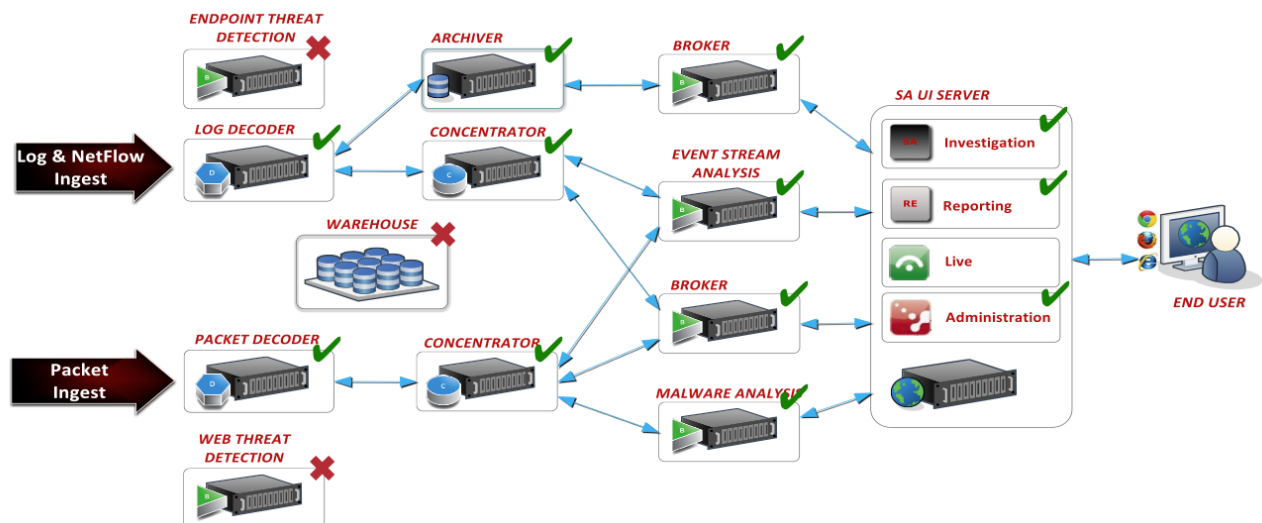 ENDPOINT THREAT
DETECTION
B
ARCHIVER
BROKER
B
SA UI SERVER
Log & NetFlow
Ingest
LOG DECODER
D
CONCENTRATOR
C
EVENT STREAM
ANALYSIS
B
SA
Investigation
RE
Reporting
WAREHOUSE
Live
END USER
BROKER
B
Administration
Packet
Ingest
PACKET DECODER
D
CONCENTRATOR
C
MALWARE ANALYSIS
B
WEB THREAT
DETECTION
B